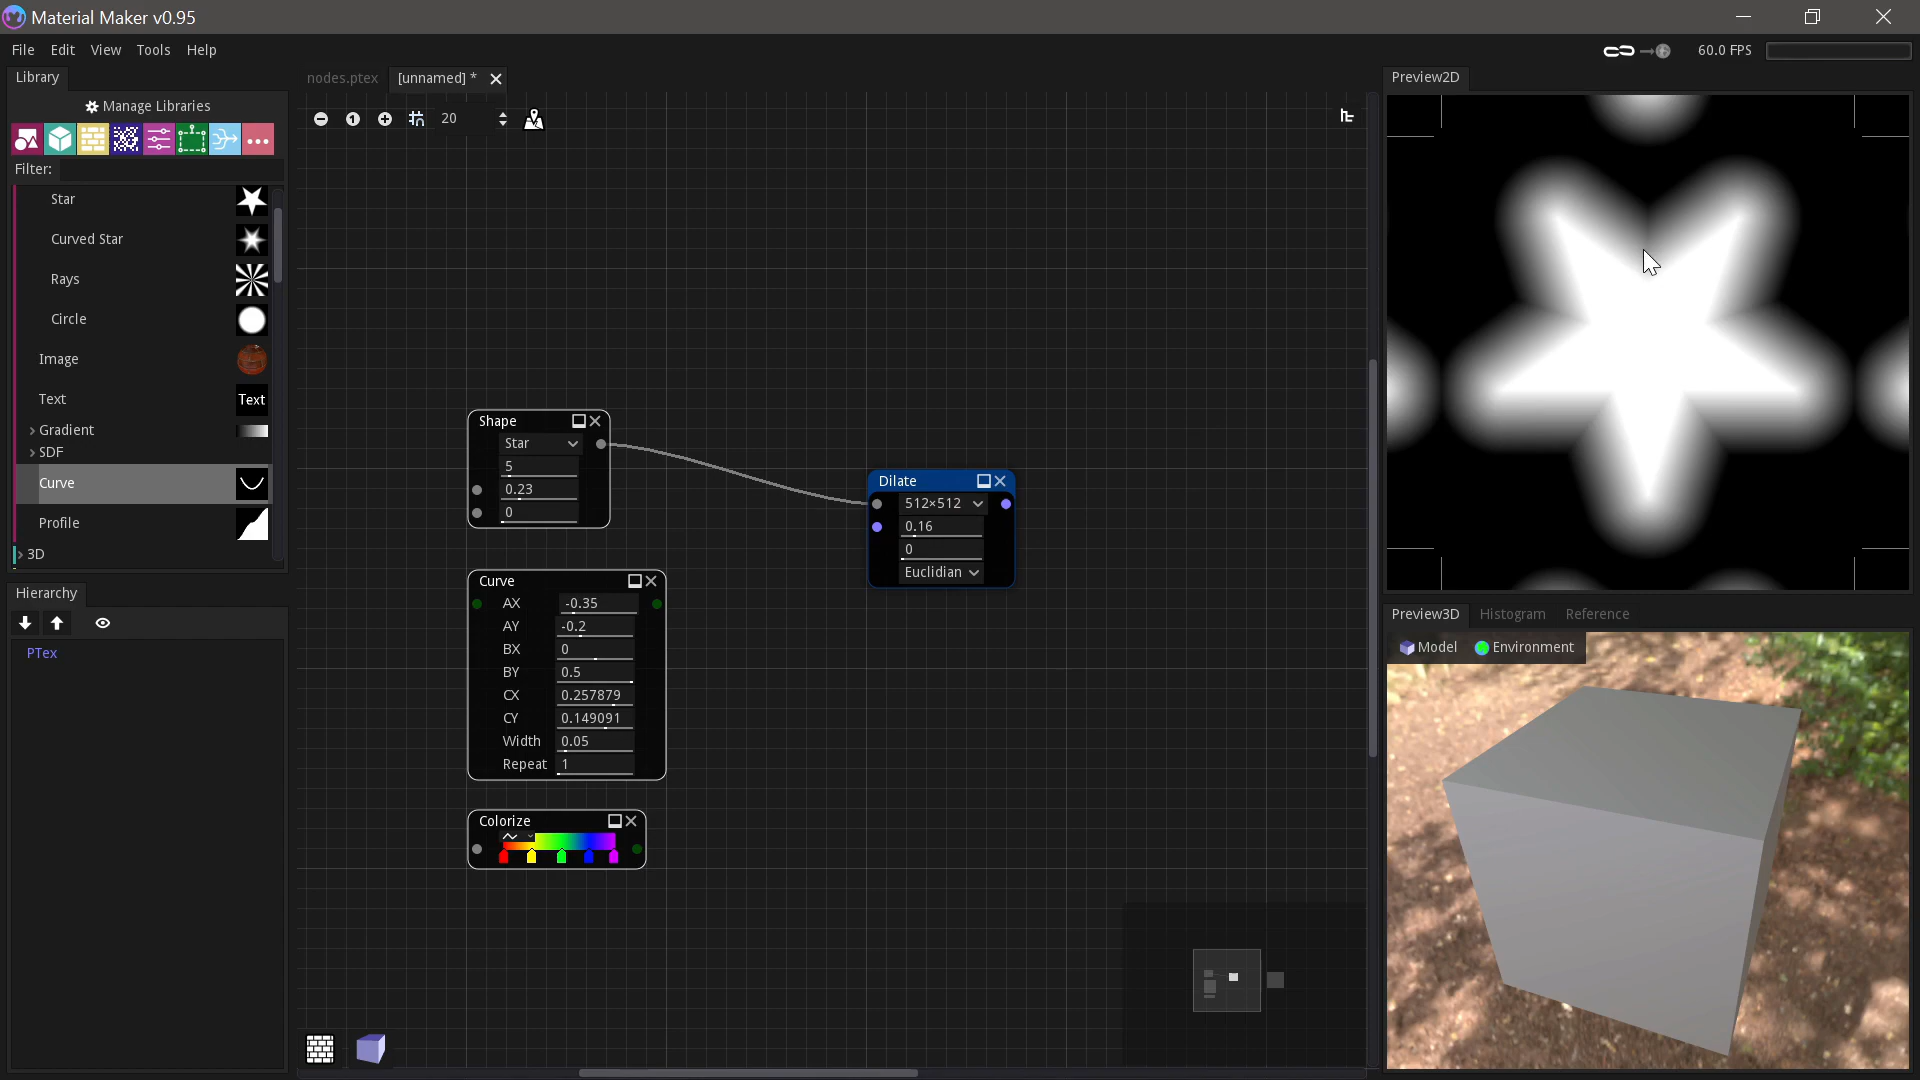 Material Maker v0.95
File Edit View Tools Help
60.0 FPS
Library
nodes.ptex
[unnamed] *
Preview2D
Manage Libraries
1
20
Filter:
Star
Curved Star
Rays
Circle
Image
Text
Text
Gradient
SDF
Curve
Profile
3D
Shape
Star
5
0.23
0
Dilate
512×512
0.16
0
Euclidian
Curve
AX -0.35
AY -0.2
BX 0
BY 0.5
CX 0.257879
CY 0.149091
Width 0.05
Repeat 1
Colorize
Hierarchy
PTex
Preview3D Histogram Reference
Model Environment